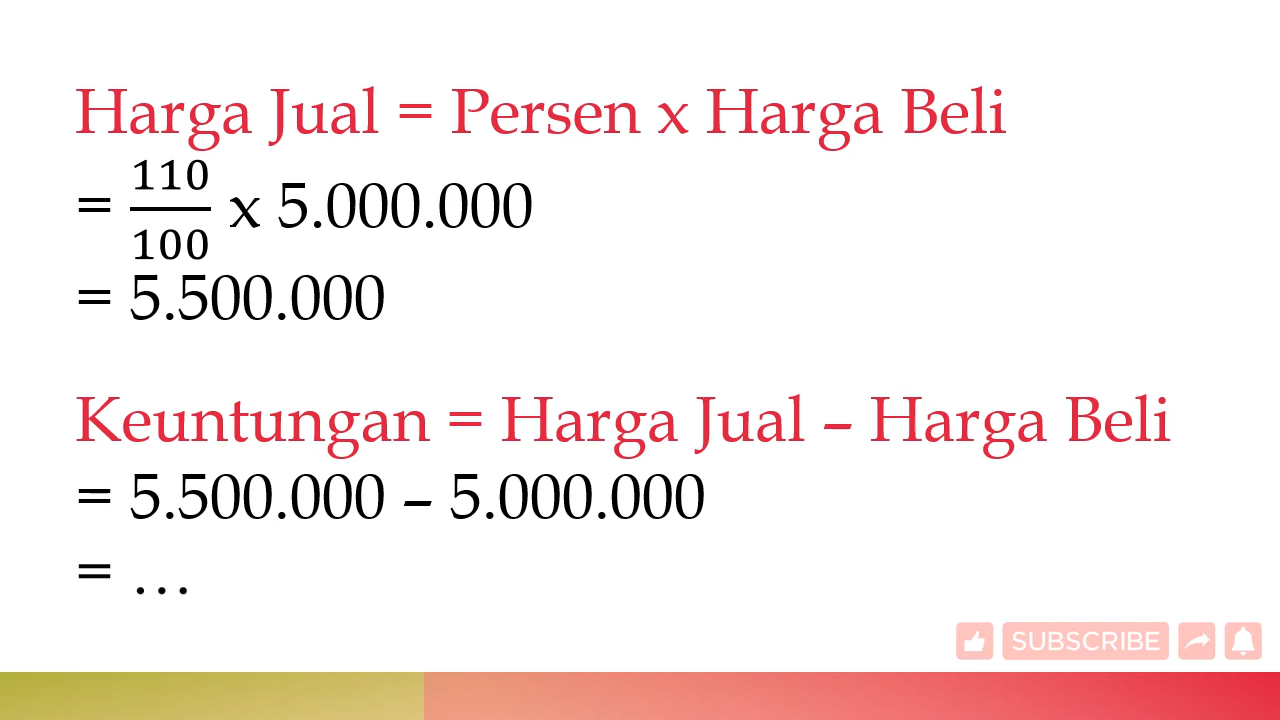 Harga Jual = Persen x Harga Beli
= 110/100 x 5.000.000
= 5.500.000
Keuntungan = Harga Jual – Harga Beli
= 5.500.000 – 5.000.000
= …
SUBSCRIBE